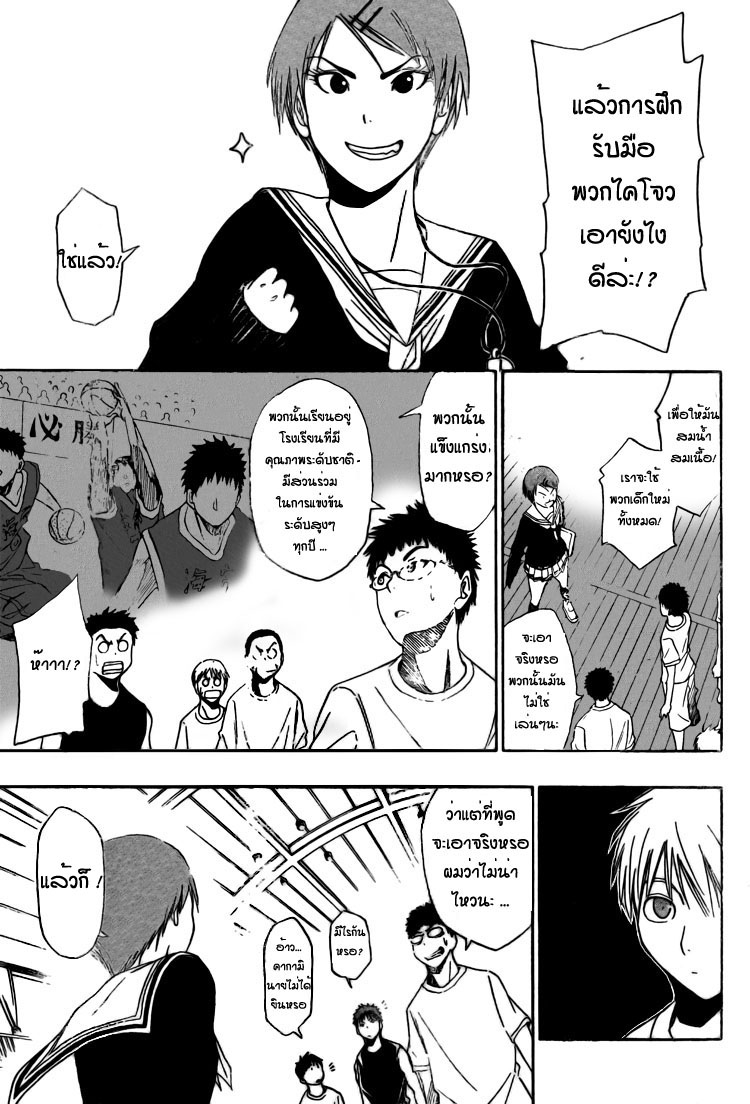 แล้วการฝึก
รับมือ
พวกไคโจว
เอายังไง
ดีล่ะ!?
ใช่แล้ว!
เพื่อให้มัน
สมน้ำ
สมเนื้อ!
เราจะใช้
พวกเด็กใหม่
ทั้งหมด!
จะเอา
จริงหรอ
พวกนั้นมัน
ไม่ใช่
เล่นๆนะ
พวกนั้น
แข็งแกร่ง
มากหรอ?
พวกนั้นเรียนอยู่
โรงเรียนที่มี
คุณภาพระดับชาติ-
มีส่วนร่วม
ในการแข่งขัน
ระดับสูงๆ
ทุกปี ...
必勝
海
ห๊าาา!?
ว่าแต่ที่พูด
จะเอาจริงหรอ
ผมว่าไม่น่า
ไหวนะ ...
มีไรกัน
หรอ?
อ้าว...
คากามิ
นายไม่ได้
ยินหรอ
แล้วก็ !